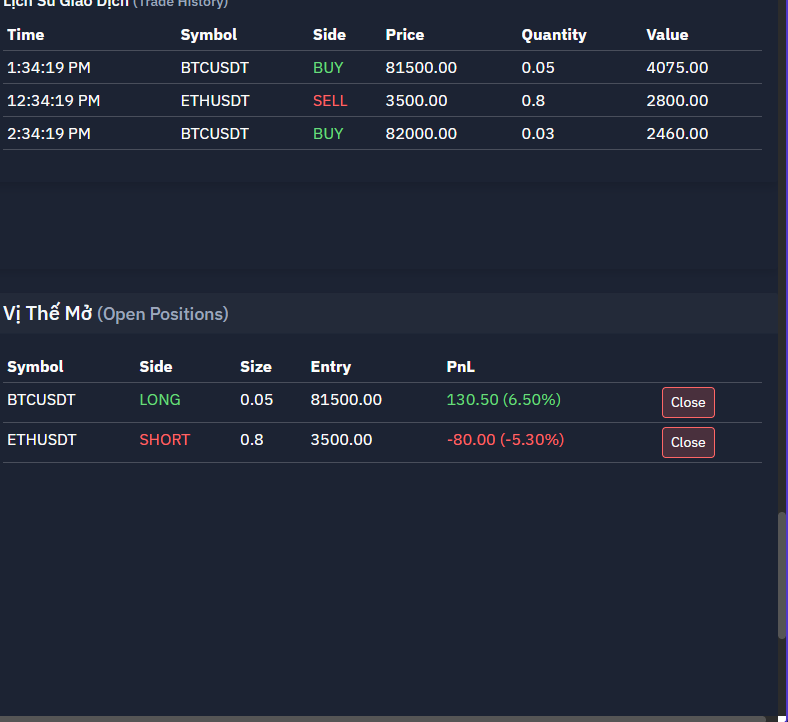 Lịch Sử Giao Dịch (Trade History)
Time Symbol Side Price Quantity Value
1:34:19 PM BTCUSDT BUY 81500.00 0.05 4075.00
12:34:19 PM ETHUSDT SELL 3500.00 0.8 2800.00
2:34:19 PM BTCUSDT BUY 82000.00 0.03 2460.00
Vị Thế Mở (Open Positions)
Symbol Side Size Entry PnL
BTCUSDT LONG 0.05 81500.00 130.50 (6.50%) Close
ETHUSDT SHORT 0.8 3500.00 -80.00 (-5.30%) Close